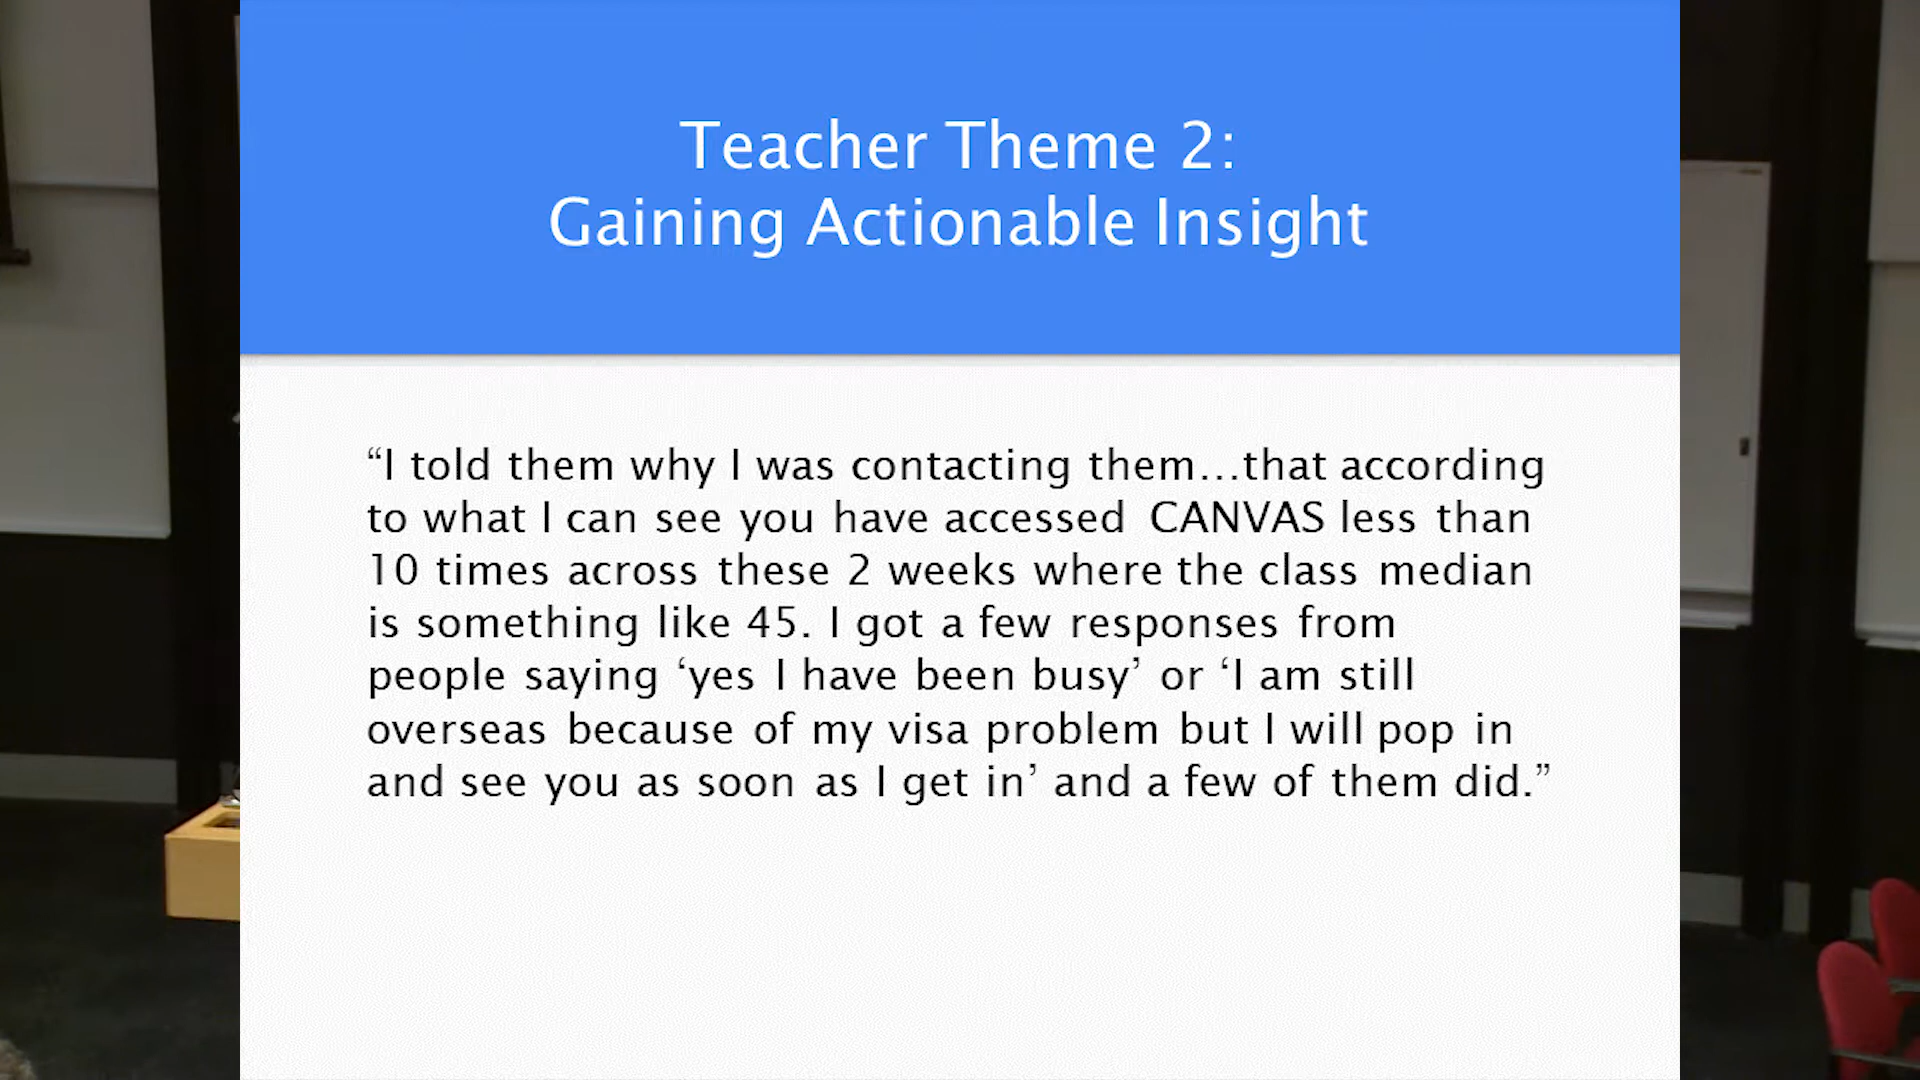 Teacher Theme 2:
Gaining Actionable Insight
“I told them why I was contacting them...that according
to what I can see you have accessed CANVAS less than
10 times across these 2 weeks where the class median
is something like 45. I got a few responses from
people saying ‘yes I have been busy’ or ‘I am still
overseas because of my visa problem but I will pop in
and see you as soon as I get in’ and a few of them did.”